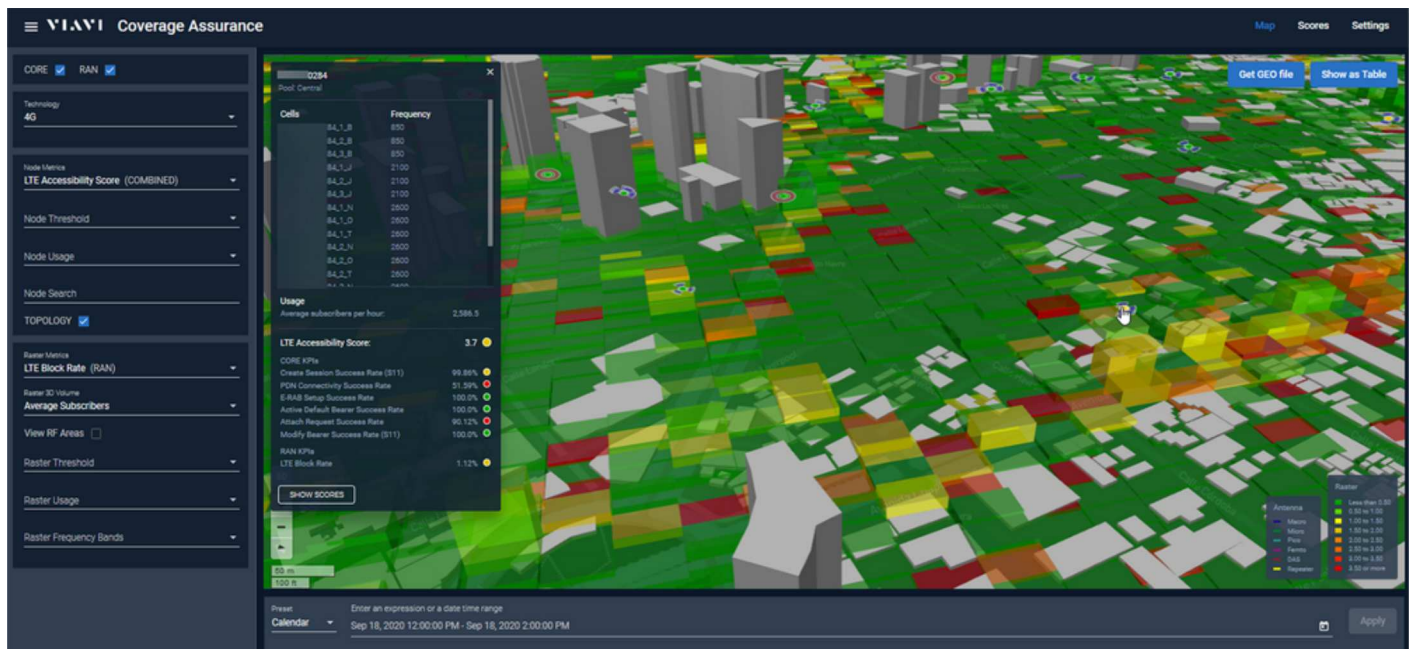 VIAVI Coverage Assurance
Map Scores Settings
CORE RAN
Technology
4G
Node Metrics
LTE Accessibility Score (COMBINED)
Node Threshold
Node Usage
Node Search
TOPOLOGY
Raster Metrics
LTE Block Rate (RAN)
Raster 3D Volume
Average Subscribers
View RF Areas
Raster Threshold
Raster Usage
Raster Frequency Bands
0284
Pool: Central
Cells Frequency
84_1_B 850
84_2_B 850
84_3_B 850
84_1_J 2100
84_2_J 2100
84_3_J 2100
84_1_N 2600
84_1_O 2600
84_1_T 2600
84_2_N 2600
84_2_O 2600
84_2_T 2600
Usage
Average subscribers per hour: 2,586.5
LTE Accessibility Score: 3.7
CORE KPIs
Create Session Success Rate (S11) 99.86%
PDN Connectivity Success Rate 51.59%
E-RAB Setup Success Rate 100.0%
Active Default Bearer Success Rate 100.0%
Attach Request Success Rate 90.12%
Modify Bearer Success Rate (S11) 100.0%
RAN KPIs
LTE Block Rate 1.12%
SHOW SCORES
50 m
100 ft
Get GEO file Show as Table
Antenna
Macro
Micro
Pico
Femto
DAS
Repeater
Raster
Less than 0.50
0.50 to 1.00
1.00 to 1.50
1.50 to 2.00
2.00 to 2.50
2.50 to 3.00
3.00 to 3.50
3.50 or more
Preset
Calendar
Enter an expression or a date time range
Sep 18, 2020 12:00:00 PM - Sep 18, 2020 2:00:00 PM
Apply